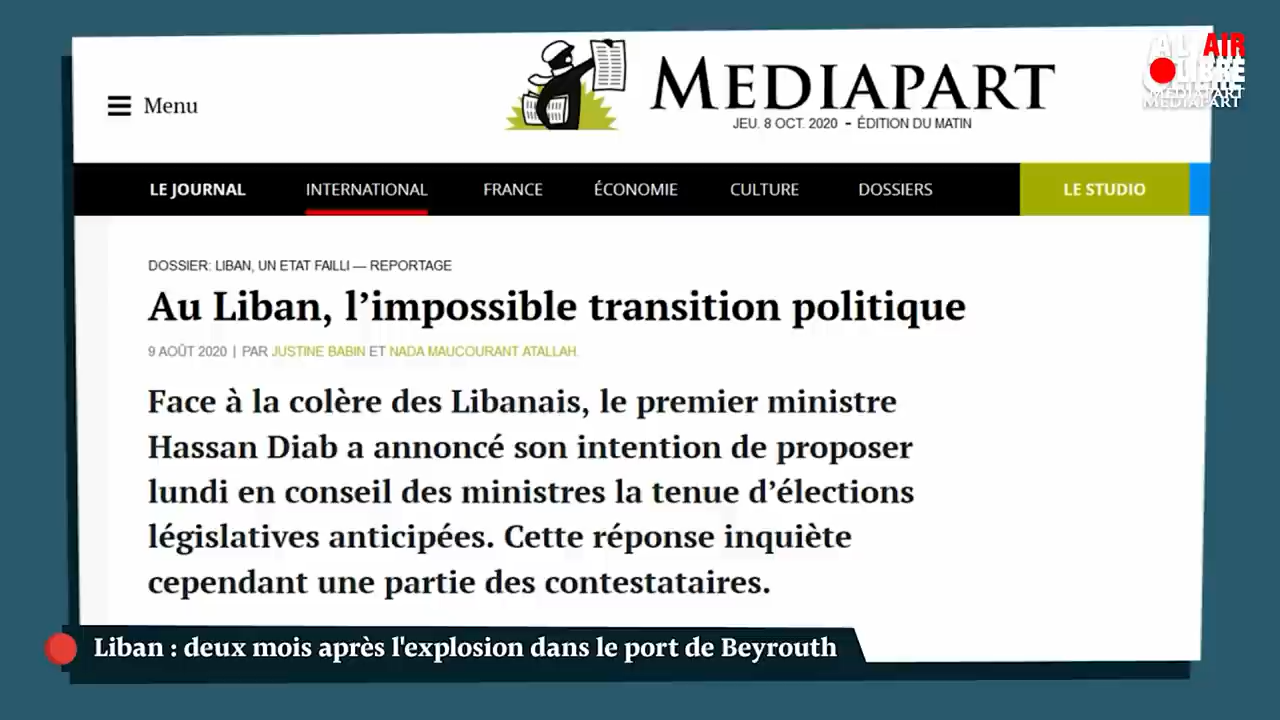 AL' AIR
LIBRE
MEDIAPART
Menu
MEDIAPART
JEU. 8 OCT. 2020 - ÉDITION DU MATIN
LE JOURNAL INTERNATIONAL FRANCE ÉCONOMIE CULTURE DOSSIERS LE STUDIO
DOSSIER: LIBAN, UN ETAT FAILLI — REPORTAGE
Au Liban, l’impossible transition politique
9 AOÛT 2020 | PAR JUSTINE BABIN ET NADA MAUCOURANT ATALLAH
Face à la colère des Libanais, le premier ministre
Hassan Diab a annoncé son intention de proposer
lundi en conseil des ministres la tenue d’élections
législatives anticipées. Cette réponse inquiète
cependant une partie des contestataires.
Liban : deux mois après l'explosion dans le port de Beyrouth